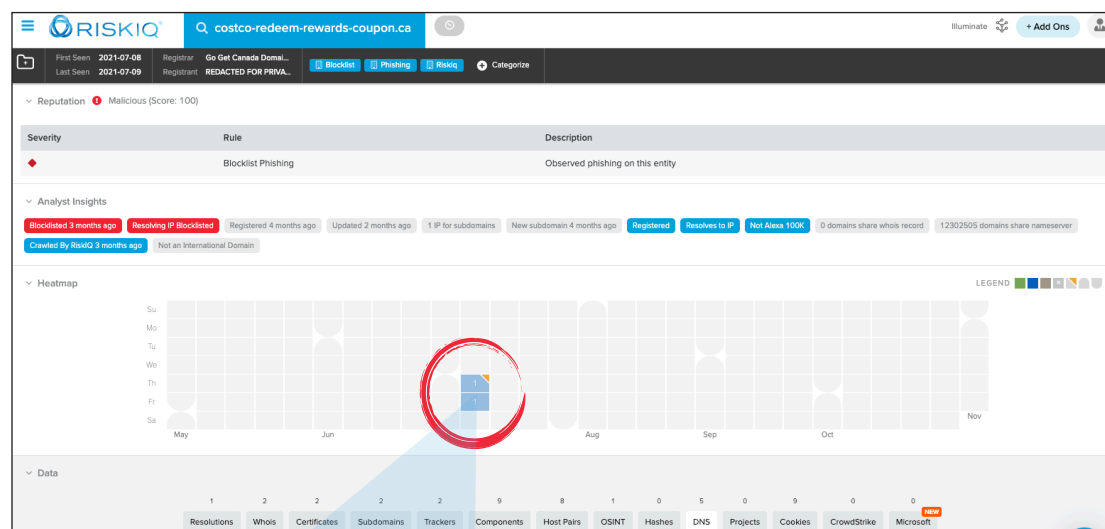 RISKIQ
costco-redeem-rewards-coupon.ca
Illuminate
+ Add Ons
First Seen 2021-07-08 Registrar Go Get Canada Domai...
Last Seen 2021-07-09 Registrant REDACTED FOR PRIVA...
Blocklist Phishing Riskiq Categorize
Reputation Malicious (Score: 100)
Severity Rule Description
Blocklist Phishing Observed phishing on this entity
Analyst Insights
Blocklisted 3 months ago Resolving IP Blocklisted Registered 4 months ago Updated 2 months ago 1 IP for subdomains New subdomain 4 months ago Registered Resolves to IP Not Alexa 100K 0 domains share whois record 12302505 domains share nameserver
Crawled By RiskIQ 3 months ago Not an International Domain
Heatmap LEGEND
Su
Mo
Tu
We
Th 1
Fr 1
Sa
May Jun Aug Sep Oct Nov
Data
1 2 2 2 2 9 8 1 0 5 0 9 0 0
NEW
Resolutions Whois Certificates Subdomains Trackers Components Host Pairs OSINT Hashes DNS Projects Cookies CrowdStrike Microsoft